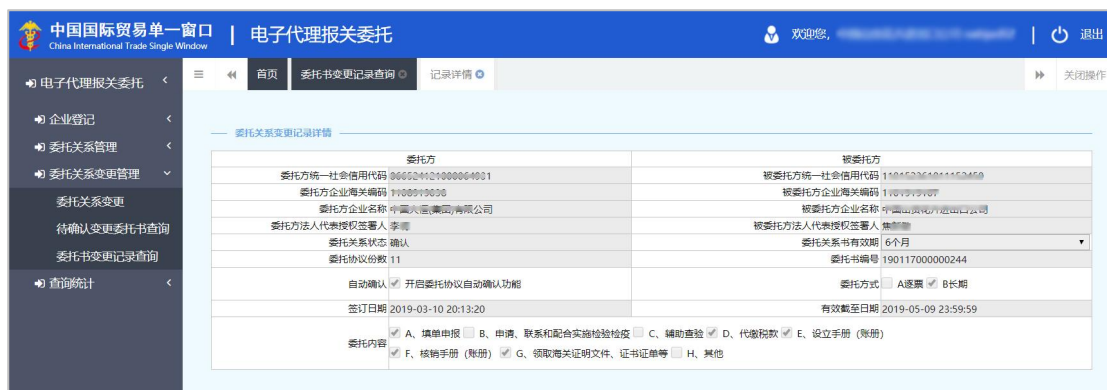 中国国际贸易单一窗口
China International Trade Single Window
电子代理报关委托
欢迎您,
退出
电子代理报关委托
首页
委托书变更记录查询
记录详情
关闭操作
企业登记
委托关系管理
委托关系变更管理
委托关系变更
待确认变更委托书查询
委托书变更记录查询
查询统计
委托关系变更记录详情
委托方
被委托方
委托方统一社会信用代码
被委托方统一社会信用代码
委托方企业海关编码
被委托方企业海关编码
委托方企业名称
被委托方企业名称
委托方法人代表授权签署人 李
被委托方法人代表授权签署人
委托关系状态 确认
委托关系书有效期 6个月
委托协议份数 11
委托书编号 190117000000244
自动确认 开启委托协议自动确认功能
委托方式 A逐票 B长期
签订日期 2019-03-10 20:13:20
有效截至日期 2019-05-09 23:59:59
委托内容
A、填单申报 B、申请、联系和配合实施检验检疫 C、辅助查验 D、代缴税款 E、设立手册(账册)
F、核销手册(账册) G、领取海关证明文件、证书证单等 H、其他